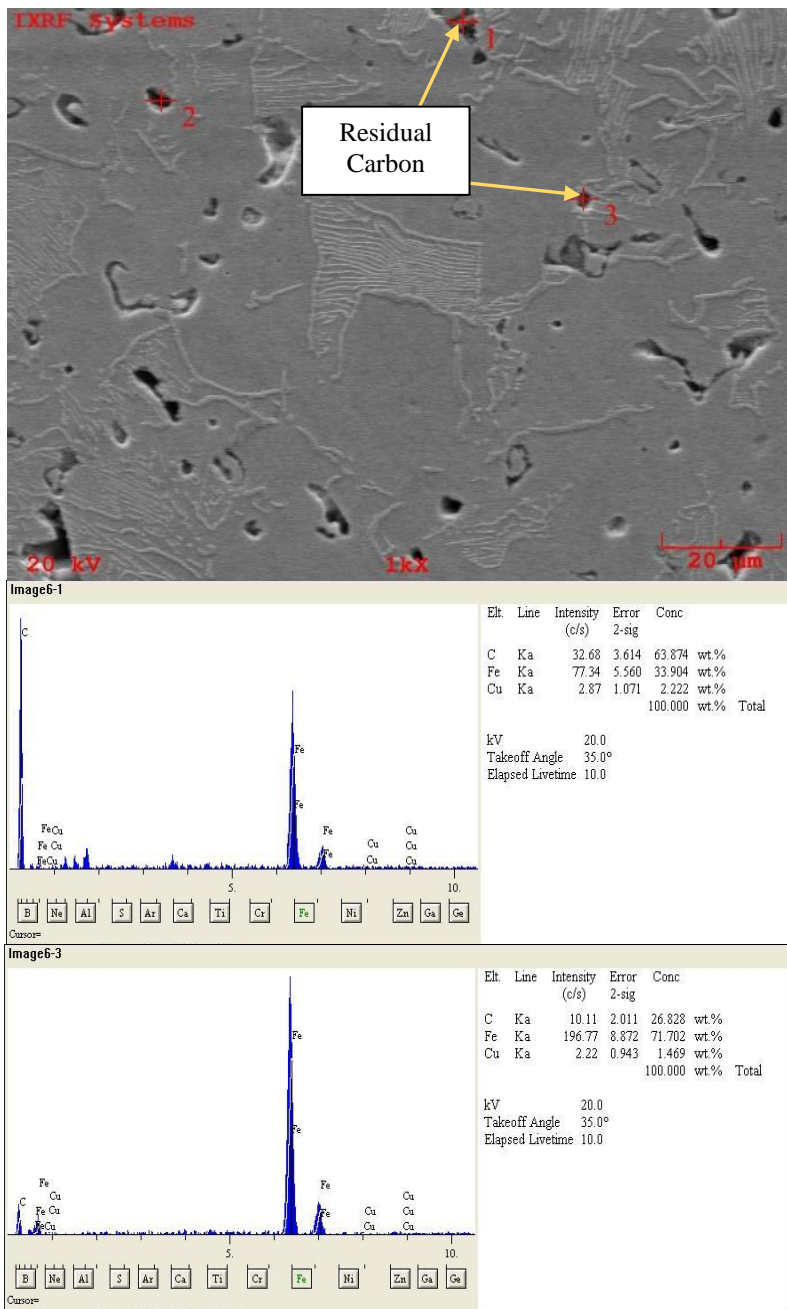 IXRF Systems
1
2
Residual
Carbon
3
20 kV 1kX 20 µm
Image6-1
Elt. Line Intensity Error Conc
(c/s) 2-sig
C Ka 32.68 3.614 63.874 wt.%
Fe Ka 77.34 5.560 33.904 wt.%
Cu Ka 2.87 1.071 2.222 wt.%
100.000 wt.% Total
kV 20.0
Takeoff Angle 35.0°
Elapsed Livetime 10.0
C
Fe
Fe
Fe Cu Fe Cu Cu
Fe Cu Cu Cu
Fe Cu Fe Cu Cu
5. 10.
B Ne Al S Ar Ca Ti Cr Fe Ni Zn Ga Ge
Cursor=
Image6-3
Elt. Line Intensity Error Conc
(c/s) 2-sig
C Ka 10.11 2.011 26.828 wt.%
Fe Ka 196.77 8.872 71.702 wt.%
Cu Ka 2.22 0.943 1.469 wt.%
100.000 wt.% Total
kV 20.0
Takeoff Angle 35.0°
Elapsed Livetime 10.0
Fe
Fe
Fe Cu Fe Cu
C Fe Cu Fe Cu Cu
Fe Cu Cu Cu
5. 10.
B Ne Al S Ar Ca Ti Cr Fe Ni Zn Ga Ge
Cursor=